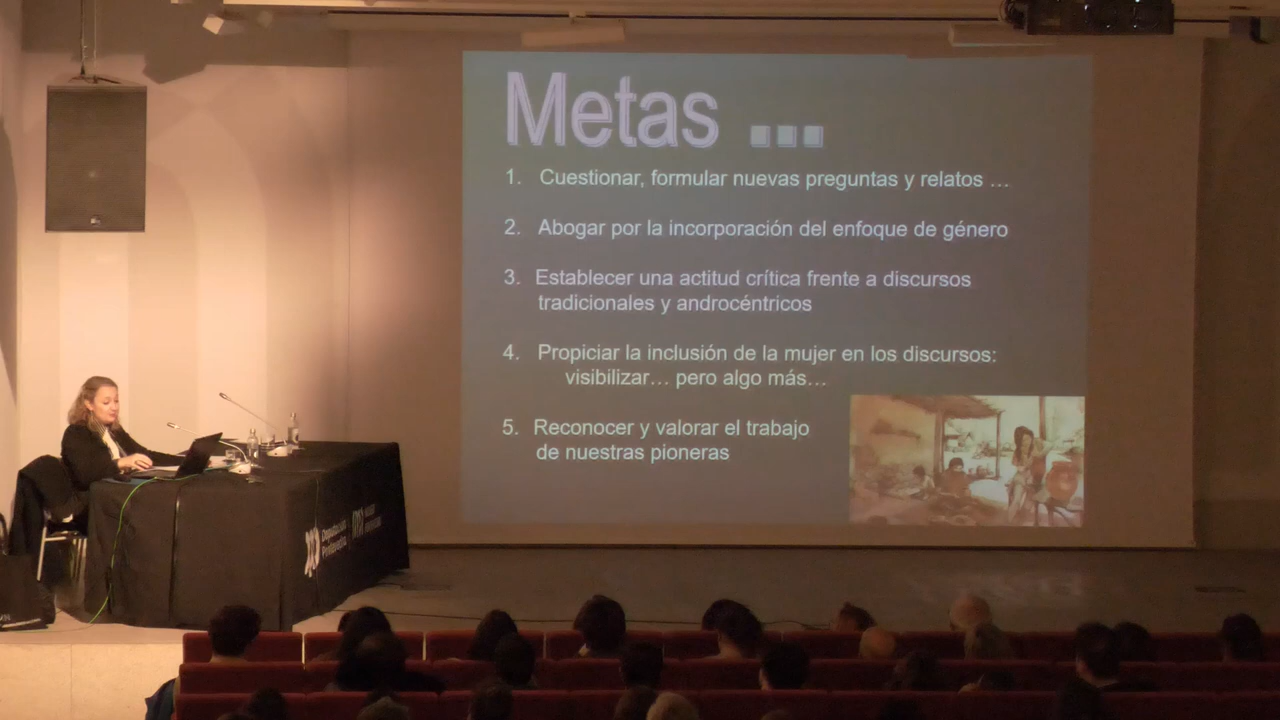 Metas ...
1. Cuestionar, formular nuevas preguntas y relatos …
2. Abogar por la incorporación del enfoque de género
3. Establecer una actitud crítica frente a discursos
tradicionales y androcéntricos
4. Propiciar la inclusión de la mujer en los discursos:
visibilizar… pero algo más…
5. Reconocer y valorar el trabajo
de nuestras pioneras
Deputación
Pontevedra